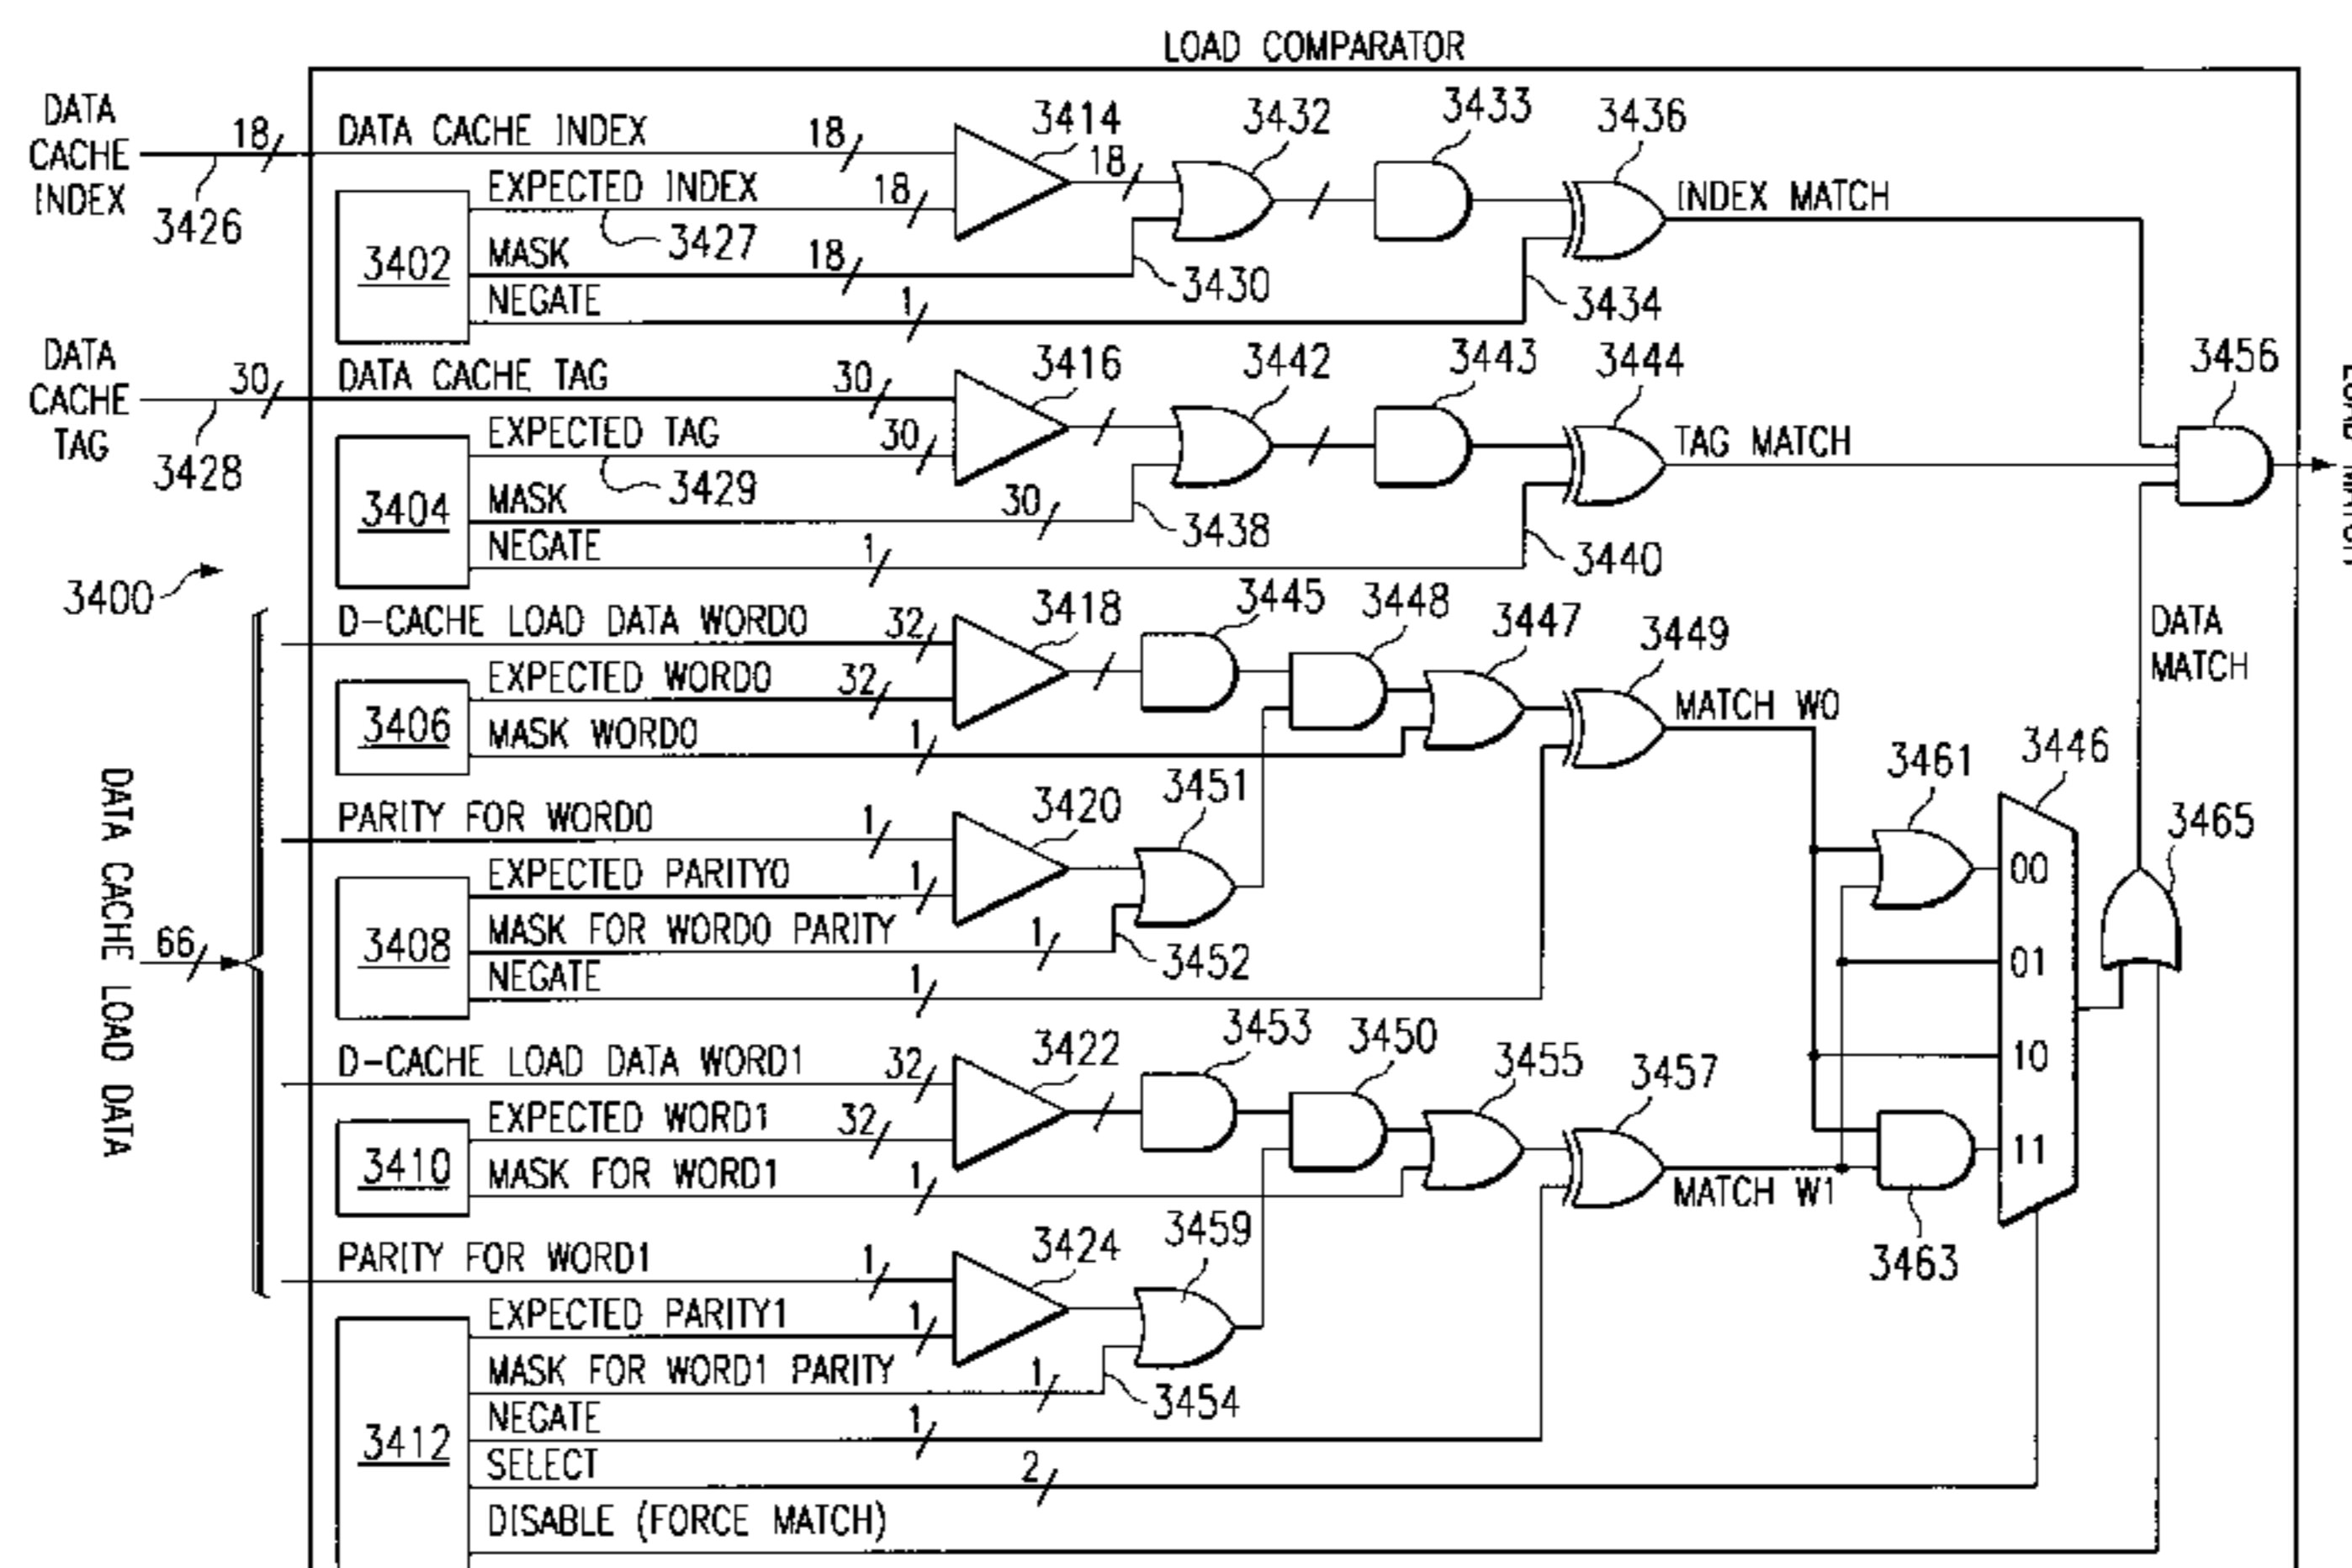 LOAD COMPARATOR
DATA
CACHE
INDEX
18
3426
DATA CACHE INDEX
18
3414
18
3432
3433
3436
INDEX MATCH
EXPECTED INDEX
18
3427
3402
MASK
18
3430
NEGATE
1
3434
DATA
CACHE
TAG
30
3428
DATA CACHE TAG
30
3416
3442
3443
3444
TAG MATCH
3456
EXPECTED TAG
30
3429
3404
MASK
30
3438
NEGATE
1
3440
3400
D-CACHE LOAD DATA WORD0
32
3418
3445
3448
3447
3449
MATCH W0
DATA
MATCH
EXPECTED WORD0
32
3406
MASK WORD0
1
3461
3446
PARITY FOR WORD0
1
3420
3451
3465
EXPECTED PARITY0
1
00
MASK FOR WORD0 PARITY
1
3408
3452
01
NEGATE
1
DATA CACHE LOAD DATA
66
10
D-CACHE LOAD DATA WORD1
32
3422
3453
3450
3455
3457
EXPECTED WORD1
32
11
3410
MASK FOR WORD1
1
MATCH W1
3463
PARITY FOR WORD1
1
3424
3459
EXPECTED PARITY1
1
MASK FOR WORD1 PARITY
1
3454
NEGATE
1
3412
SELECT
2
DISABLE (FORCE MATCH)